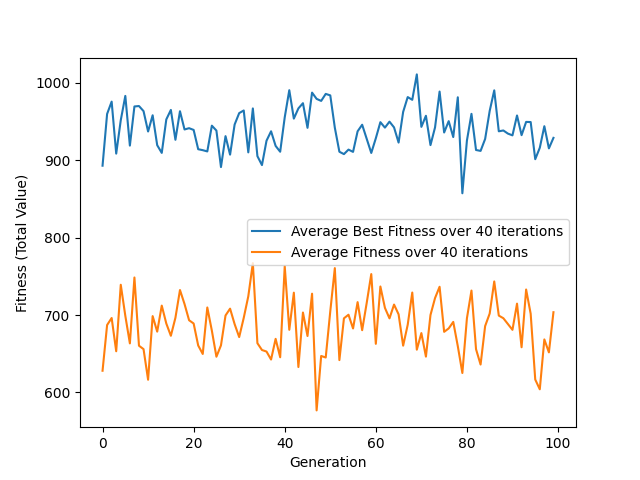 1000
900
800
700
600
Fitness (Total Value)
Average Best Fitness over 40 iterations
Average Fitness over 40 iterations
0 20 40 60 80 100
Generation